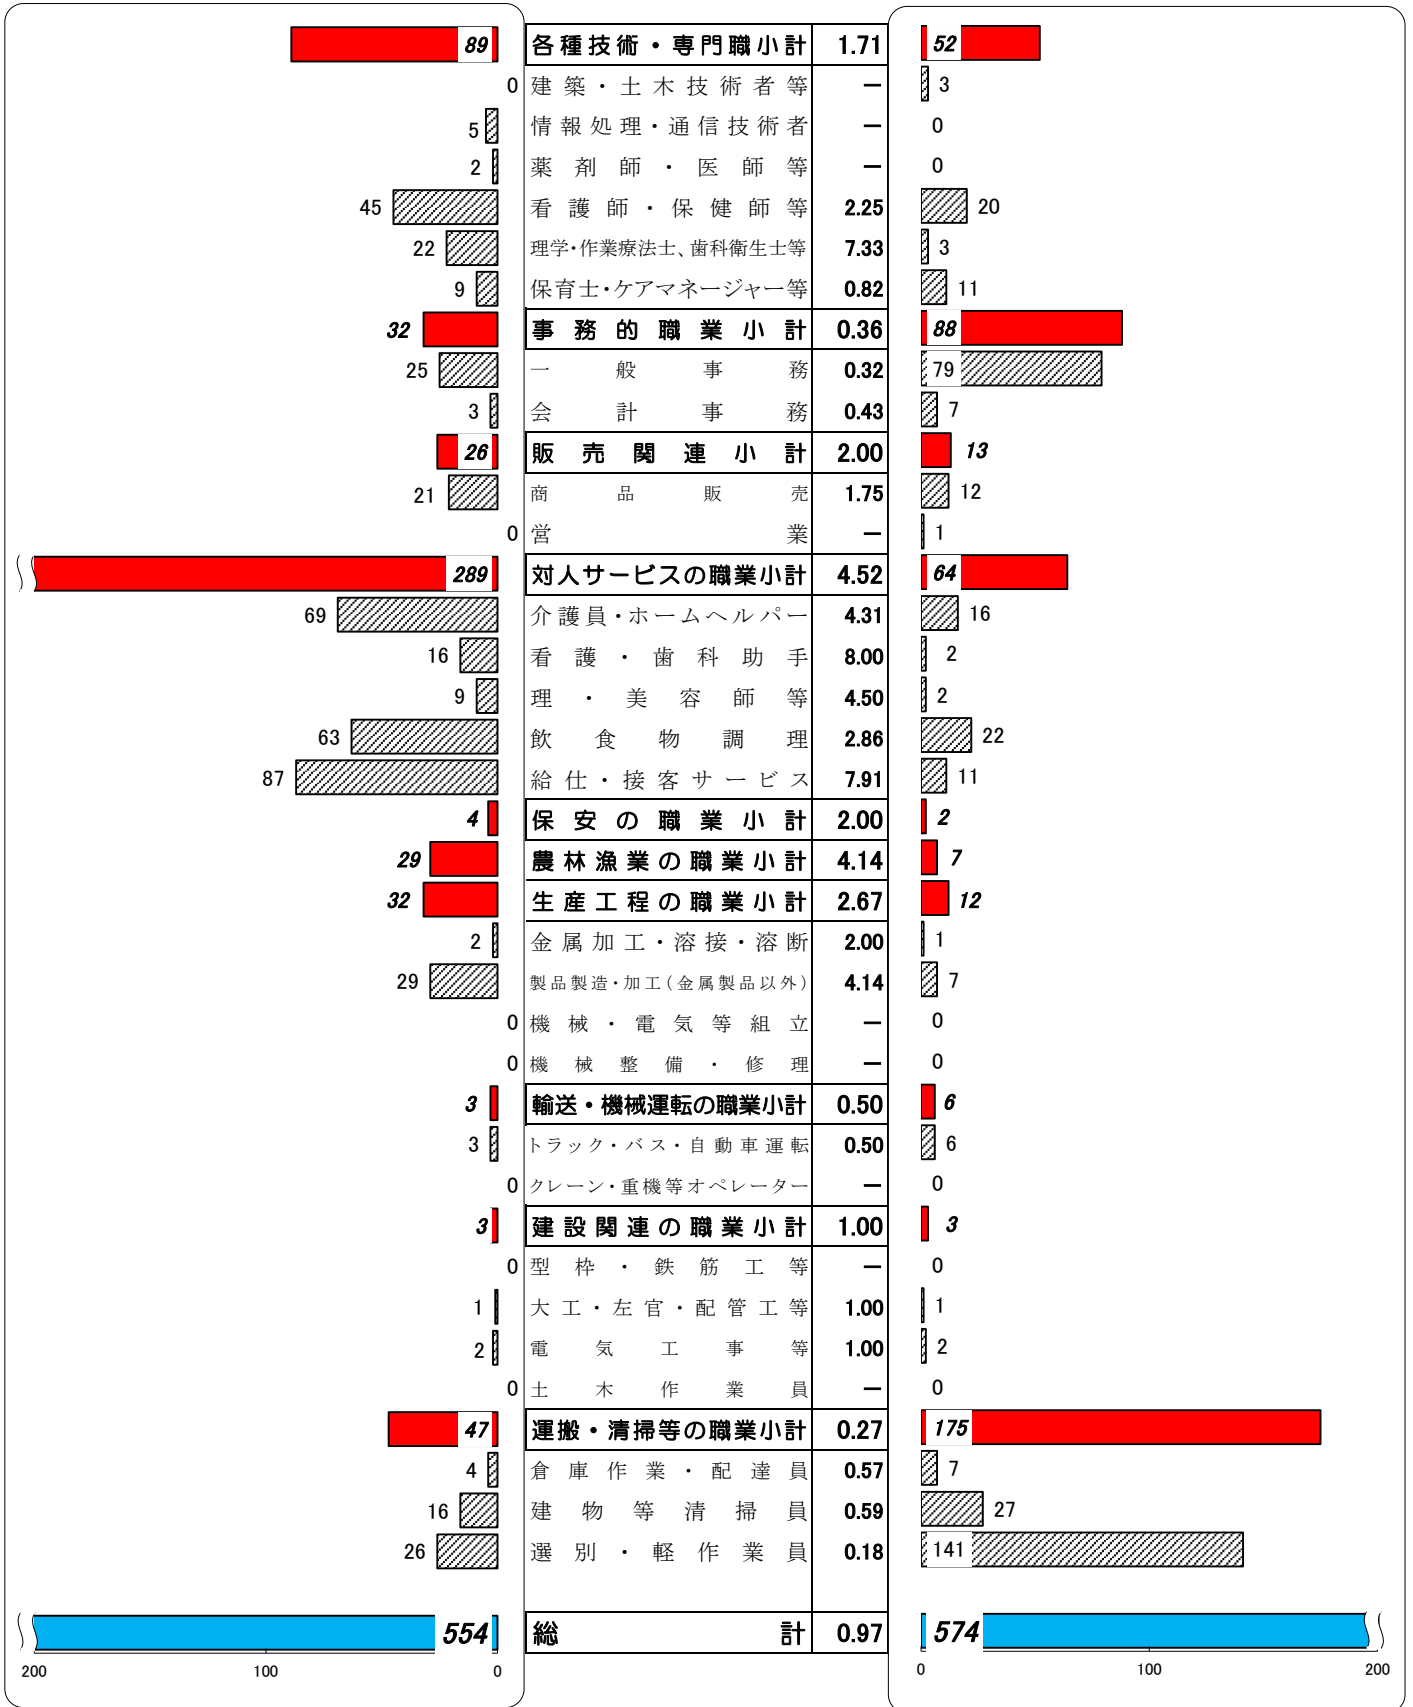 89 各種技術・専門職小計 1.71 52
0 建築・土木技術者等 ー 3
5 情報処理・通信技術者 ー 0
2 薬剤師・医師等 ー 0
45 看護師・保健師等 2.25 20
22 理学・作業療法士、歯科衛生士等 7.33 3
9 保育士・ケアマネージャー等 0.82 11
32 事務的職業小計 0.36 88
25 一般事務 0.32 79
3 会計事務 0.43 7
26 販売関連小計 2.00 13
21 商品販売 1.75 12
0 営業 ー 1
289 対人サービスの職業小計 4.52 64
69 介護員・ホームヘルパー 4.31 16
16 看護・歯科助手 8.00 2
9 理・美容師等 4.50 2
63 飲食物調理 2.86 22
87 給仕・接客サービス 7.91 11
4 保安の職業小計 2.00 2
29 農林漁業の職業小計 4.14 7
32 生産工程の職業小計 2.67 12
2 金属加工・溶接・溶断 2.00 1
29 製品製造・加工(金属製品以外) 4.14 7
0 機械・電気等組立 ー 0
0 機械整備・修理 ー 0
3 輸送・機械運転の職業小計 0.50 6
3 トラック・バス・自動車運転 0.50 6
0 クレーン・重機等オペレーター ー 0
3 建設関連の職業小計 1.00 3
0 型枠・鉄筋工等 ー 0
1 大工・左官・配管工等 1.00 1
2 電気工事等 1.00 2
0 土木作業員 ー 0
47 運搬・清掃等の職業小計 0.27 175
4 倉庫作業・配達員 0.57 7
16 建物等清掃員 0.59 27
26 選別・軽作業員 0.18 141
554 総計 0.97 574
200 100 0 0 100 200